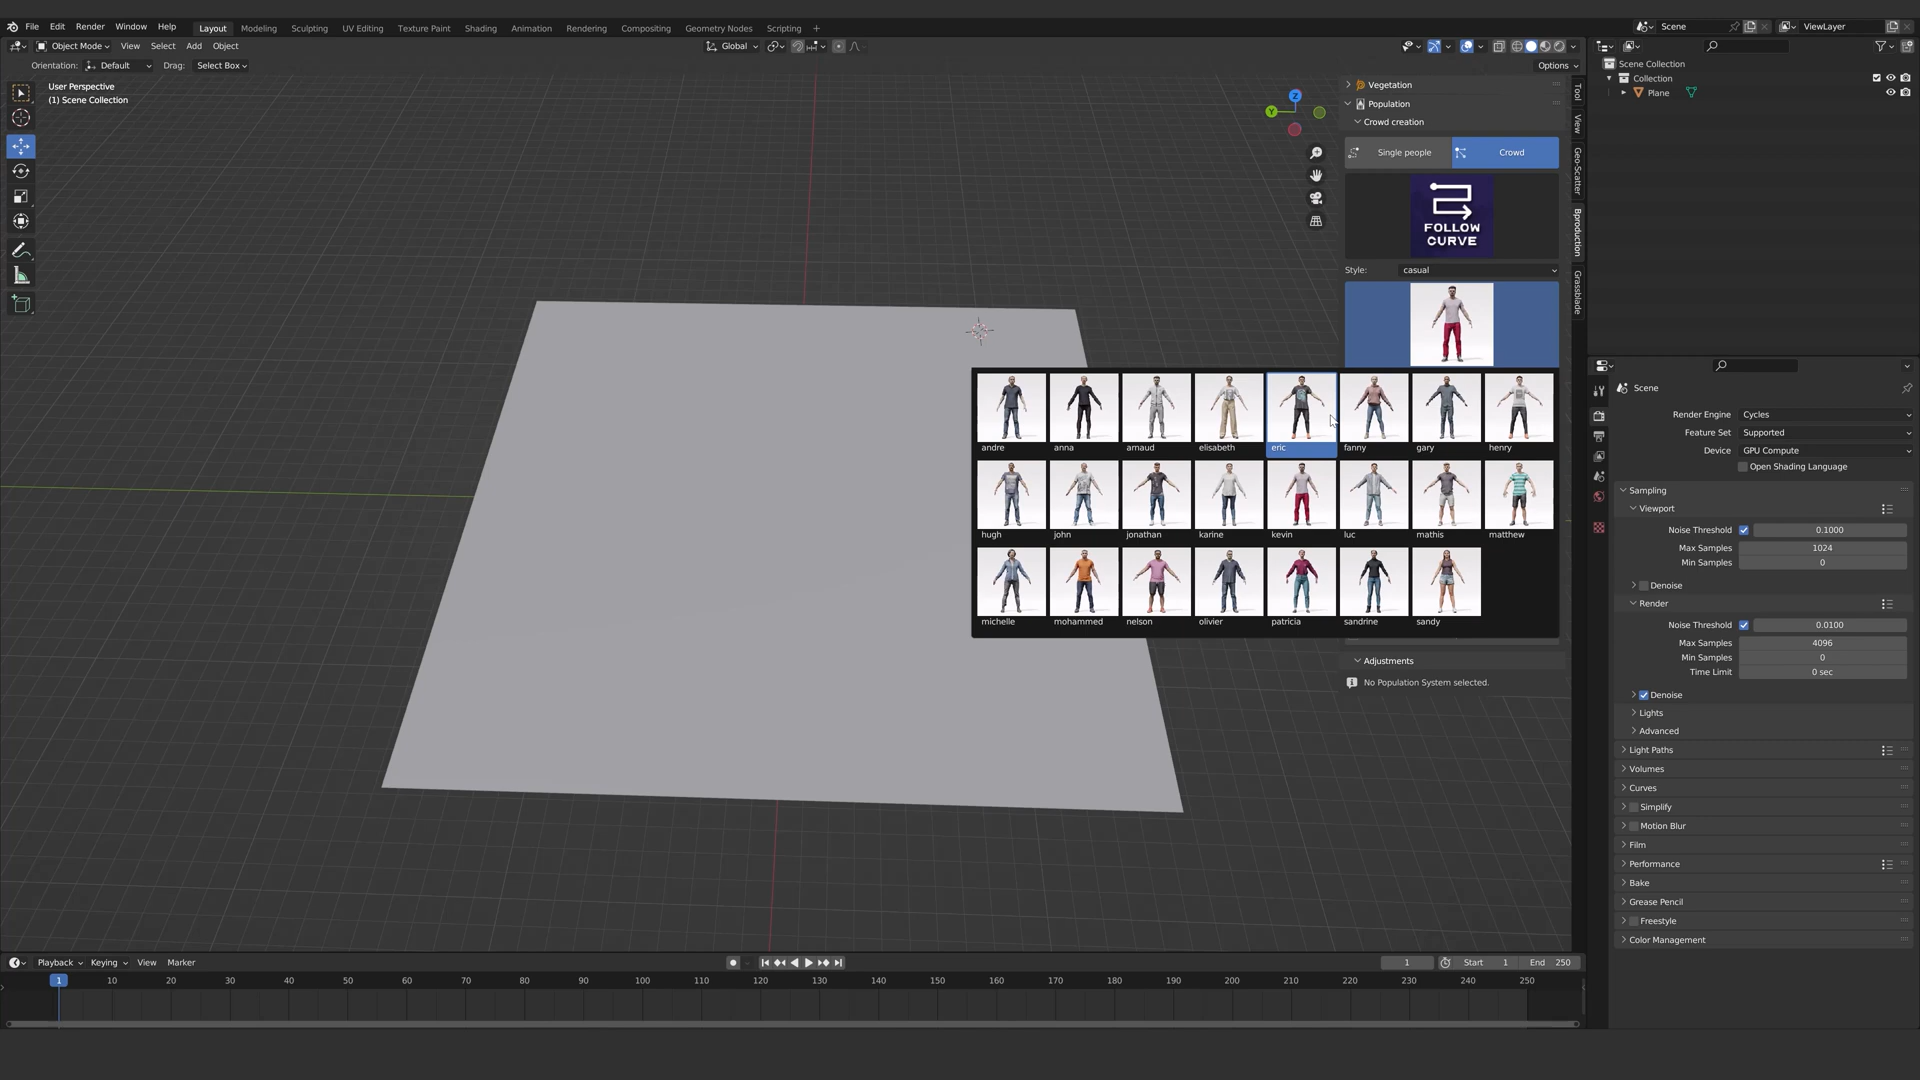 File Edit Render Window Help Layout Modeling Sculpting UV Editing Texture Paint Shading Animation Rendering Compositing Geometry Nodes Scripting + Scene ViewLayer
Object Mode View Select Add Object Global
Orientation: Default Drag: Select Box Options
User Perspective
(1) Scene Collection
Z
Y
Vegetation
Population
Crowd creation
Single people Crowd
FOLLOW
CURVE
Style: casual
andre anna arnaud elisabeth eric fanny gary henry
hugh john jonathan karine kevin luc mathis matthew
michelle mohammed nelson olivier patricia sandrine sandy
Adjustments
No Population System selected.
Tool
View
Geo-Scatter
Bproduction
Grassblade
Scene Collection
Collection
Plane
Scene
Render Engine Cycles
Feature Set Supported
Device GPU Compute
Open Shading Language
Sampling
Viewport
Noise Threshold 0.1000
Max Samples 1024
Min Samples 0
Denoise
Render
Noise Threshold 0.0100
Max Samples 4096
Min Samples 0
Time Limit 0 sec
Denoise
Lights
Advanced
Light Paths
Volumes
Curves
Simplify
Motion Blur
Film
Performance
Bake
Grease Pencil
Freestyle
Color Management
Playback Keying View Marker 1 Start 1 End 250
1 10 20 30 40 50 60 70 80 90 100 110 120 130 140 150 160 170 180 190 200 210 220 230 240 250